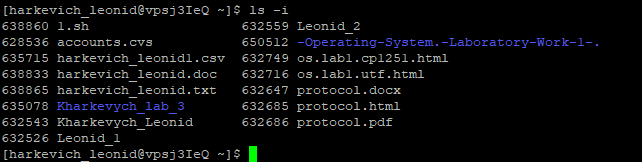 [harkevich_leonid@vpsj3IeQ ~]$ ls -i
638860 1.sh 632559 Leonid_2
628536 accounts.cvs 650512 -Operating-System.-Laboratory-Work-1-.
635715 harkevich_leonid1.csv 632749 os.lab1.cp1251.html
638833 harkevich_leonid.doc 632716 os.lab1.utf.html
638865 harkevich_leonid.txt 632647 protocol.docx
635078 Kharkevych_lab_3 632685 protocol.html
632543 Kharkevych_Leonid 632686 protocol.pdf
632526 Leonid_1
[harkevich_leonid@vpsj3IeQ ~]$